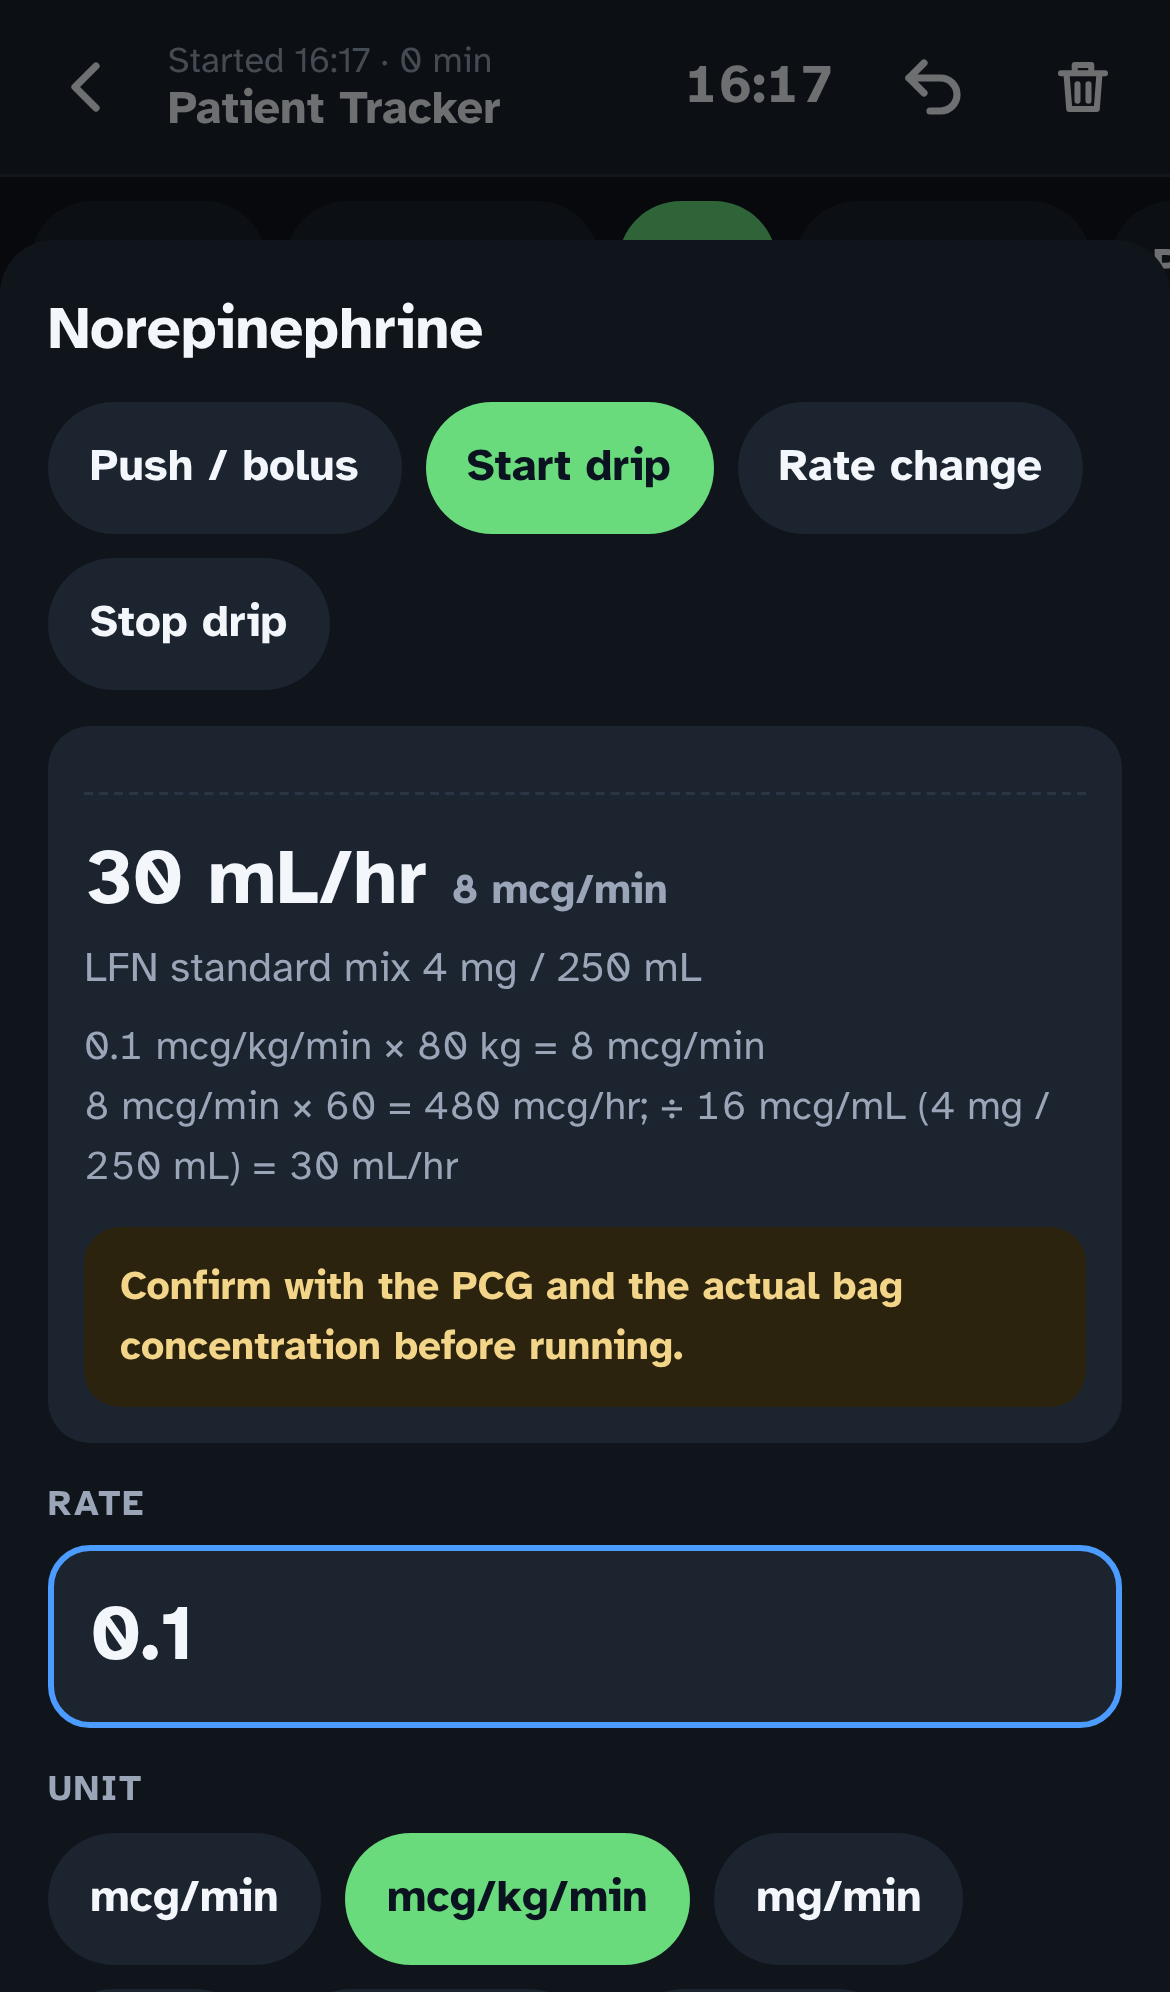 Started 16:17 · 0 min
Patient Tracker
16:17
Norepinephrine
Push / bolus
Start drip
Rate change
Stop drip
30 mL/hr 8 mcg/min
LFN standard mix 4 mg / 250 mL
0.1 mcg/kg/min × 80 kg = 8 mcg/min
8 mcg/min × 60 = 480 mcg/hr; ÷ 16 mcg/mL (4 mg /
250 mL) = 30 mL/hr
Confirm with the PCG and the actual bag
concentration before running.
RATE
0.1
UNIT
mcg/min
mcg/kg/min
mg/min